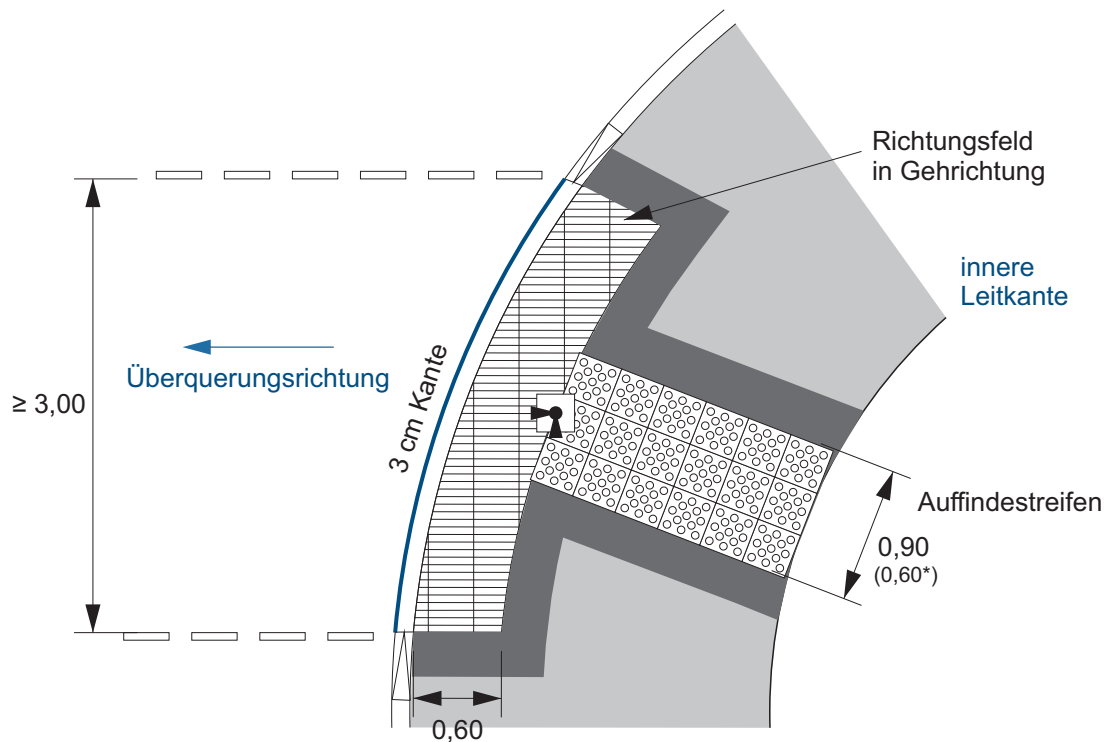 Richtungsfeld
in Gehrichtung
innere
Leitkante
Überquerungsrichtung
≥ 3,00
3 cm Kante
Auffindestreifen
0,90
(0,60*)
0,60